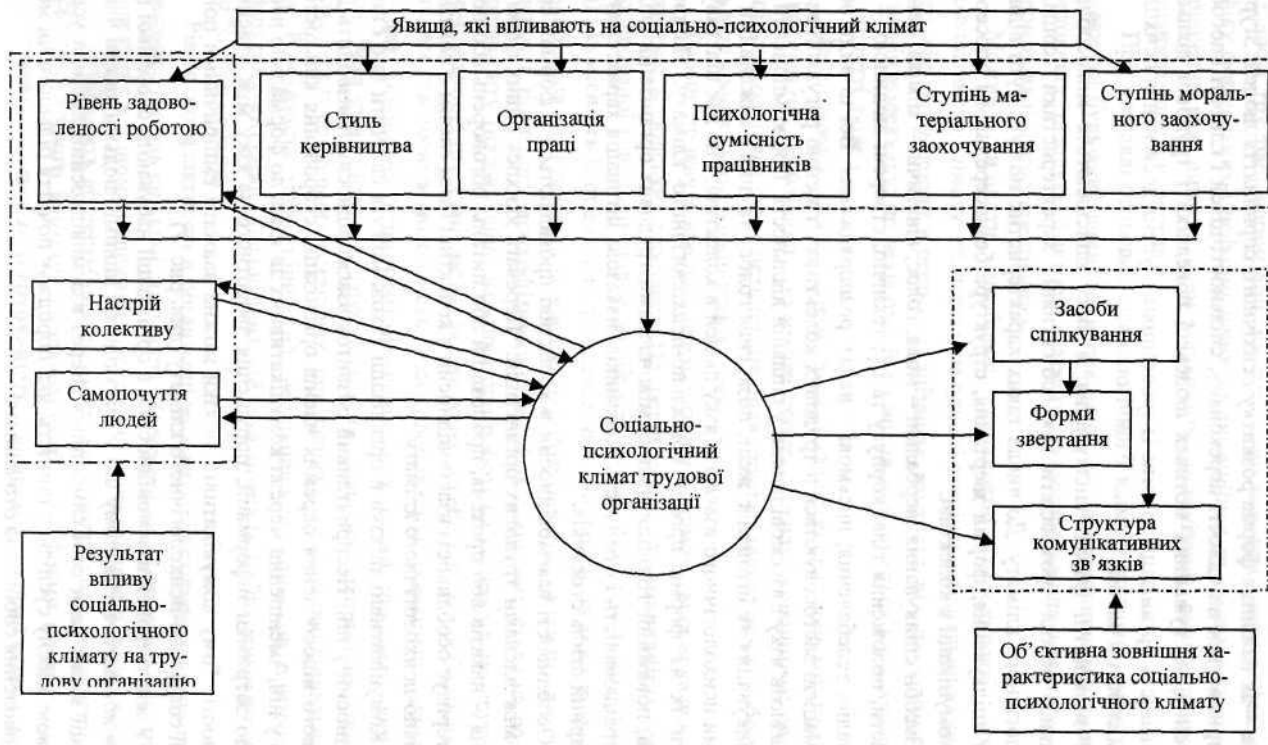 Явища, які впливають на соціально-психологічний клімат
Рівень задово-
леності роботою
Стиль
керівництва
Організація
праці
Психологічна
сумісність
працівників
Ступінь ма-
теріального
заохочування
Ступінь мораль-
ного заохочу-
вання
Настрій
колективу
Самопочуття
людей
Соціально-
психологічний
клімат трудової
організації
Засоби
спілкування
Форми
звертання
Структура
комунікативних
зв’язків
Результат
впливу
соціально-
психологічного
клімату на тру-
дову організацію
Об’єктивна зовнішня ха-
рактеристика соціально-
психологічного клімату